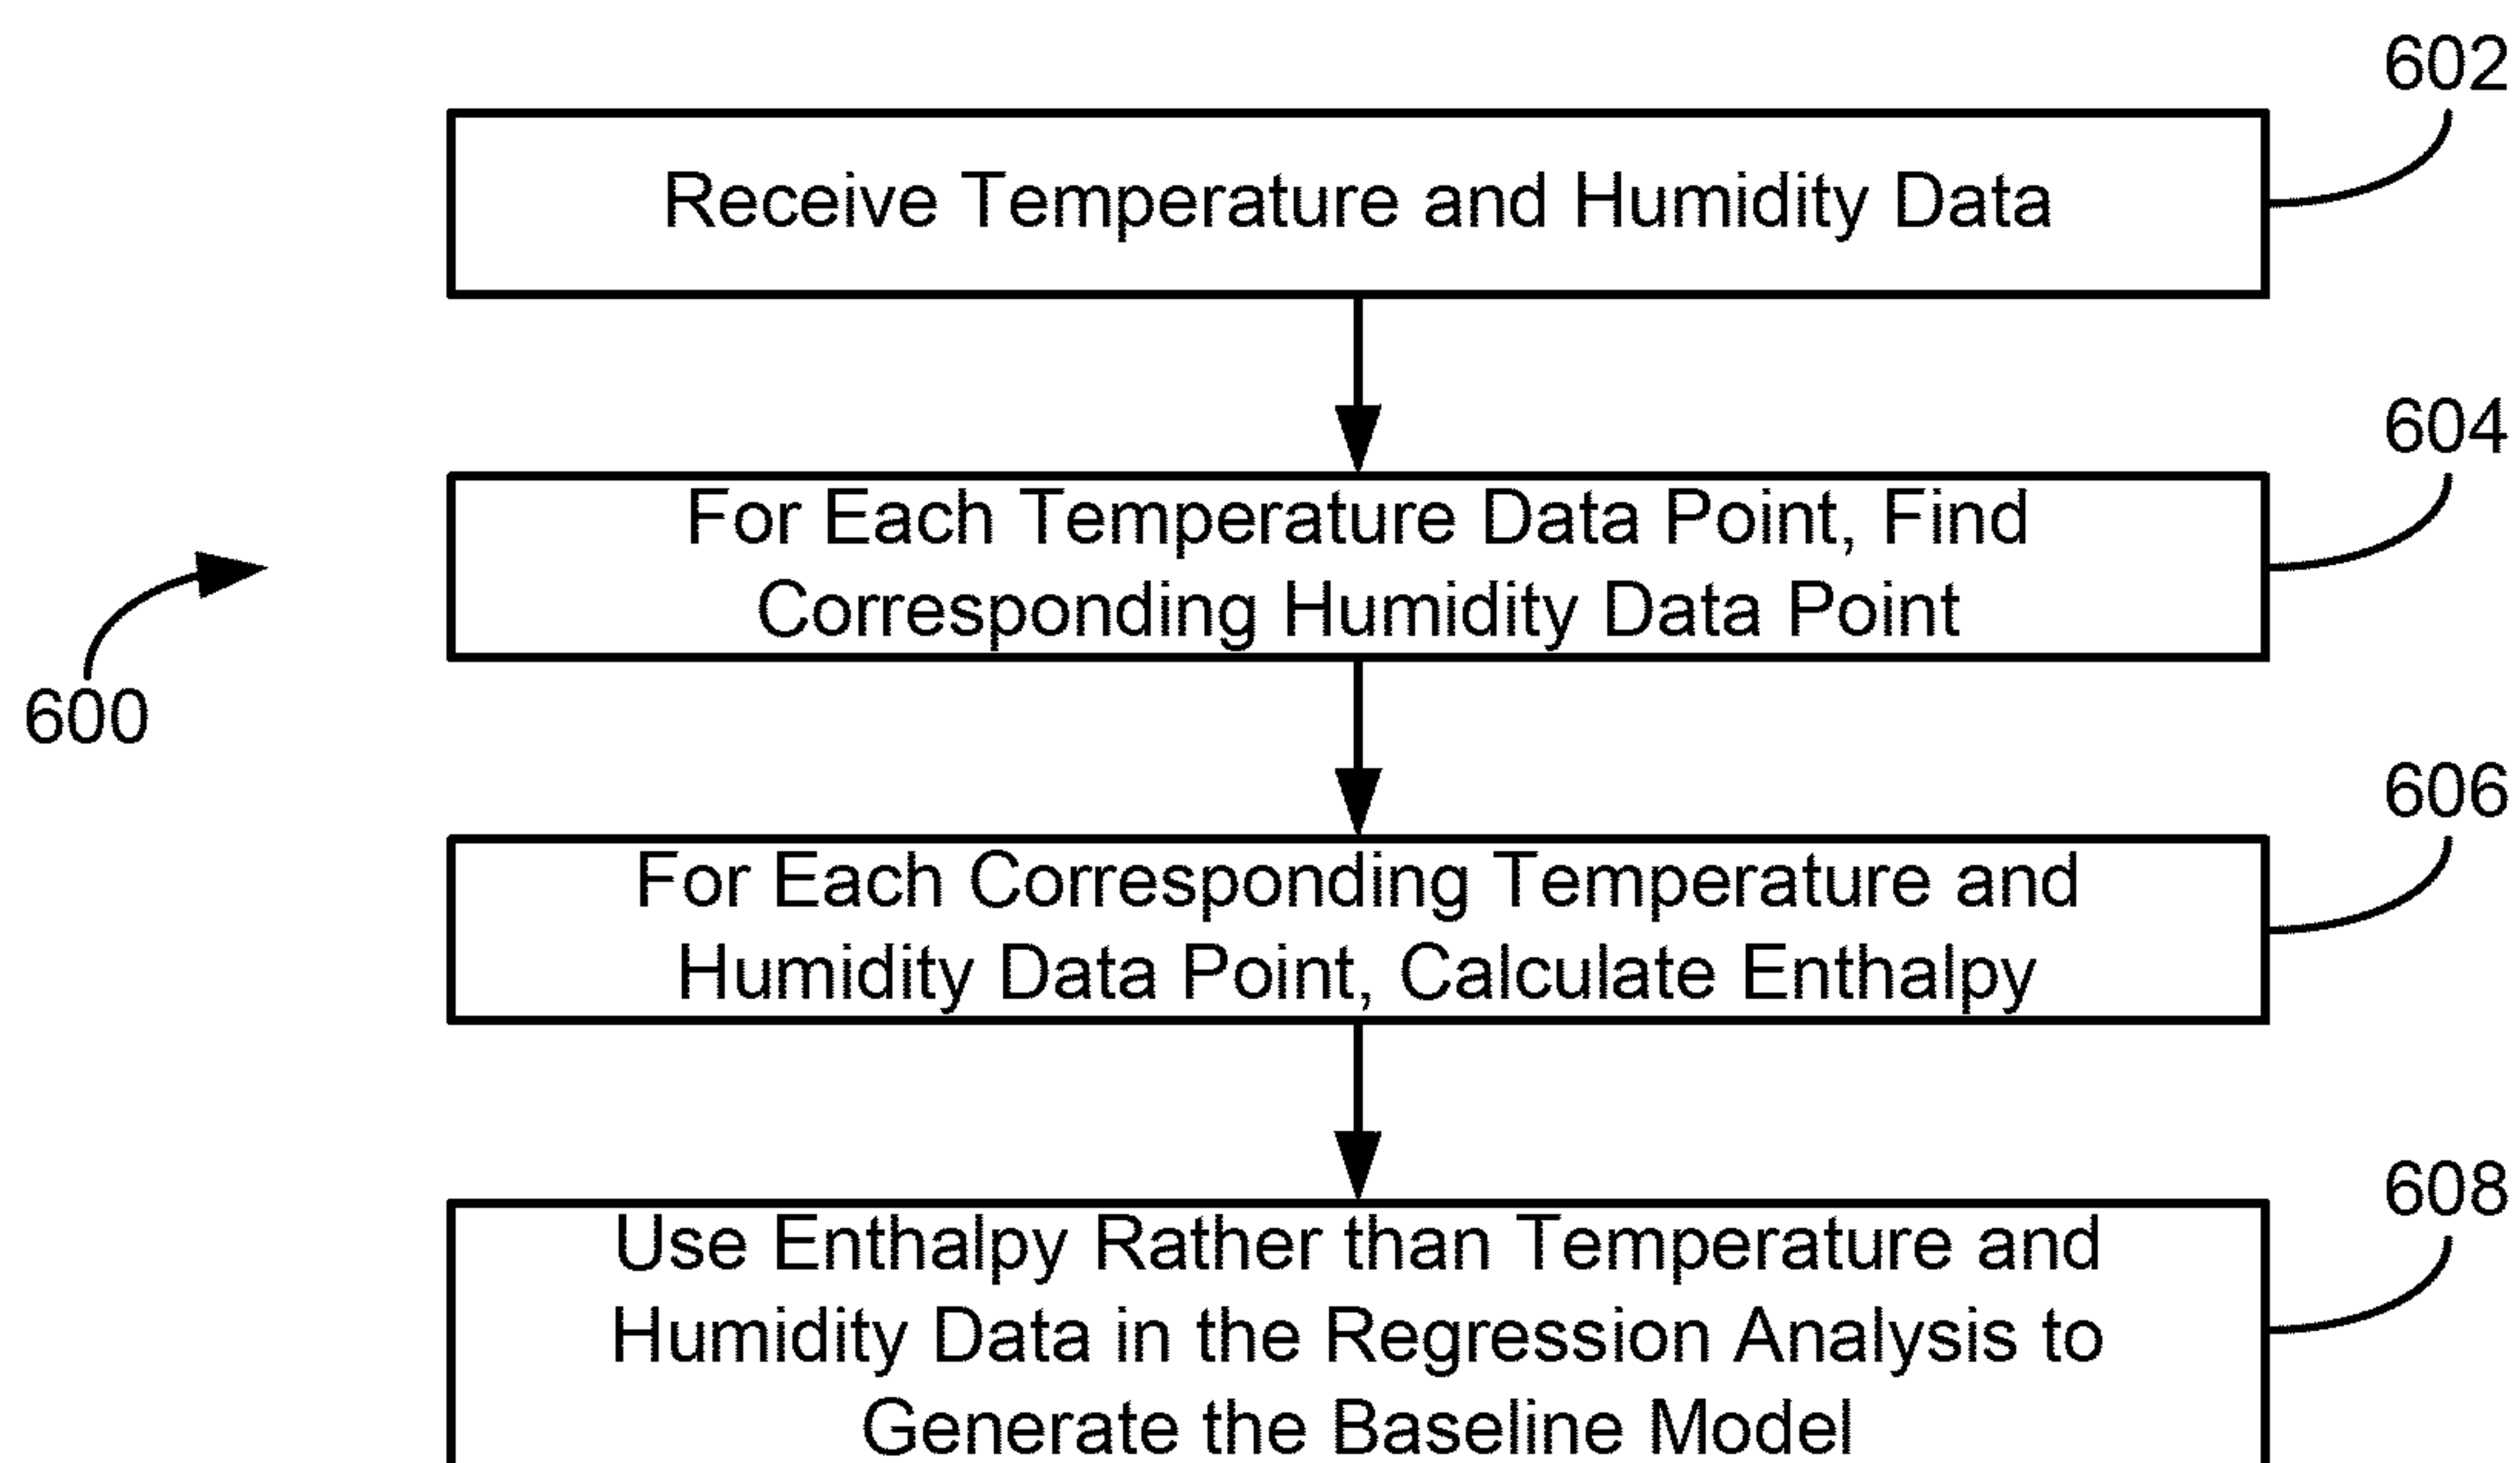 602
Receive Temperature and Humidity Data
604
For Each Temperature Data Point, Find
Corresponding Humidity Data Point
600
606
For Each Corresponding Temperature and
Humidity Data Point, Calculate Enthalpy
608
Use Enthalpy Rather than Temperature and
Humidity Data in the Regression Analysis to
Generate the Baseline Model